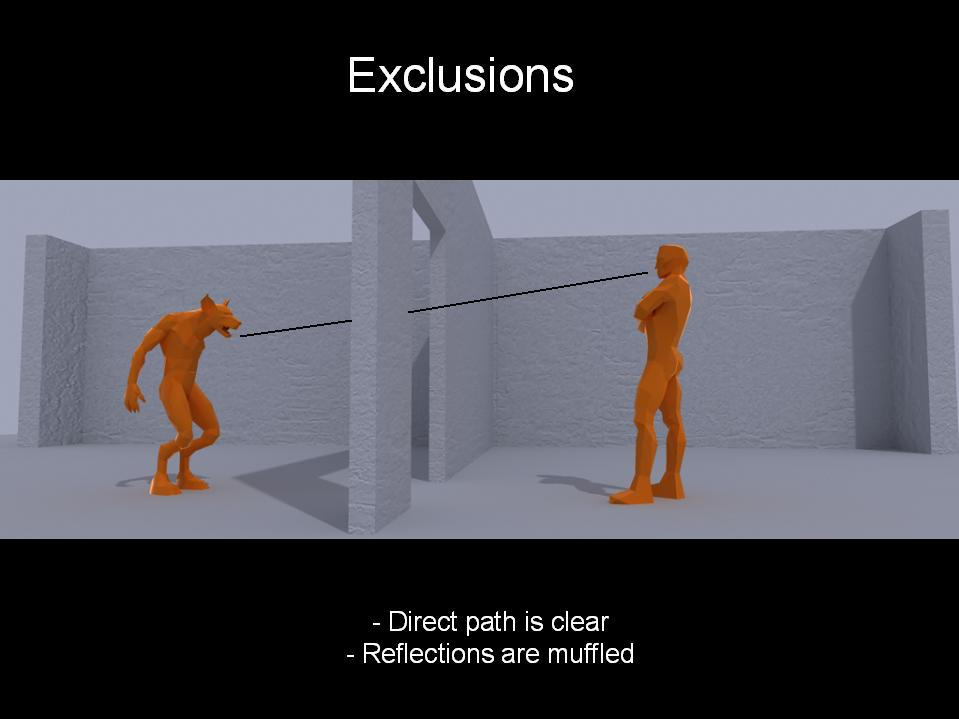 Exclusions
- Direct path is clear
- Reflections are muffled